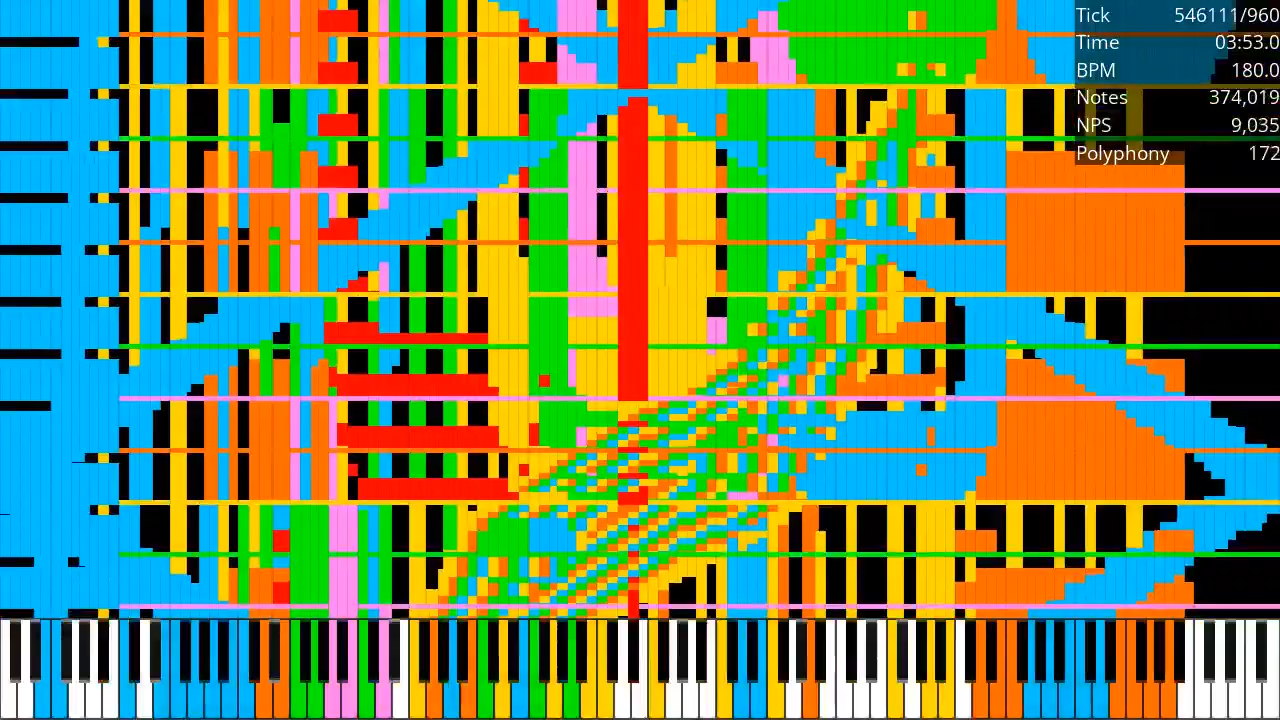 Tick 546111/960
Time 03:53.0
BPM 180.0
Notes 374,019
NPS 9,035
Polyphony 172